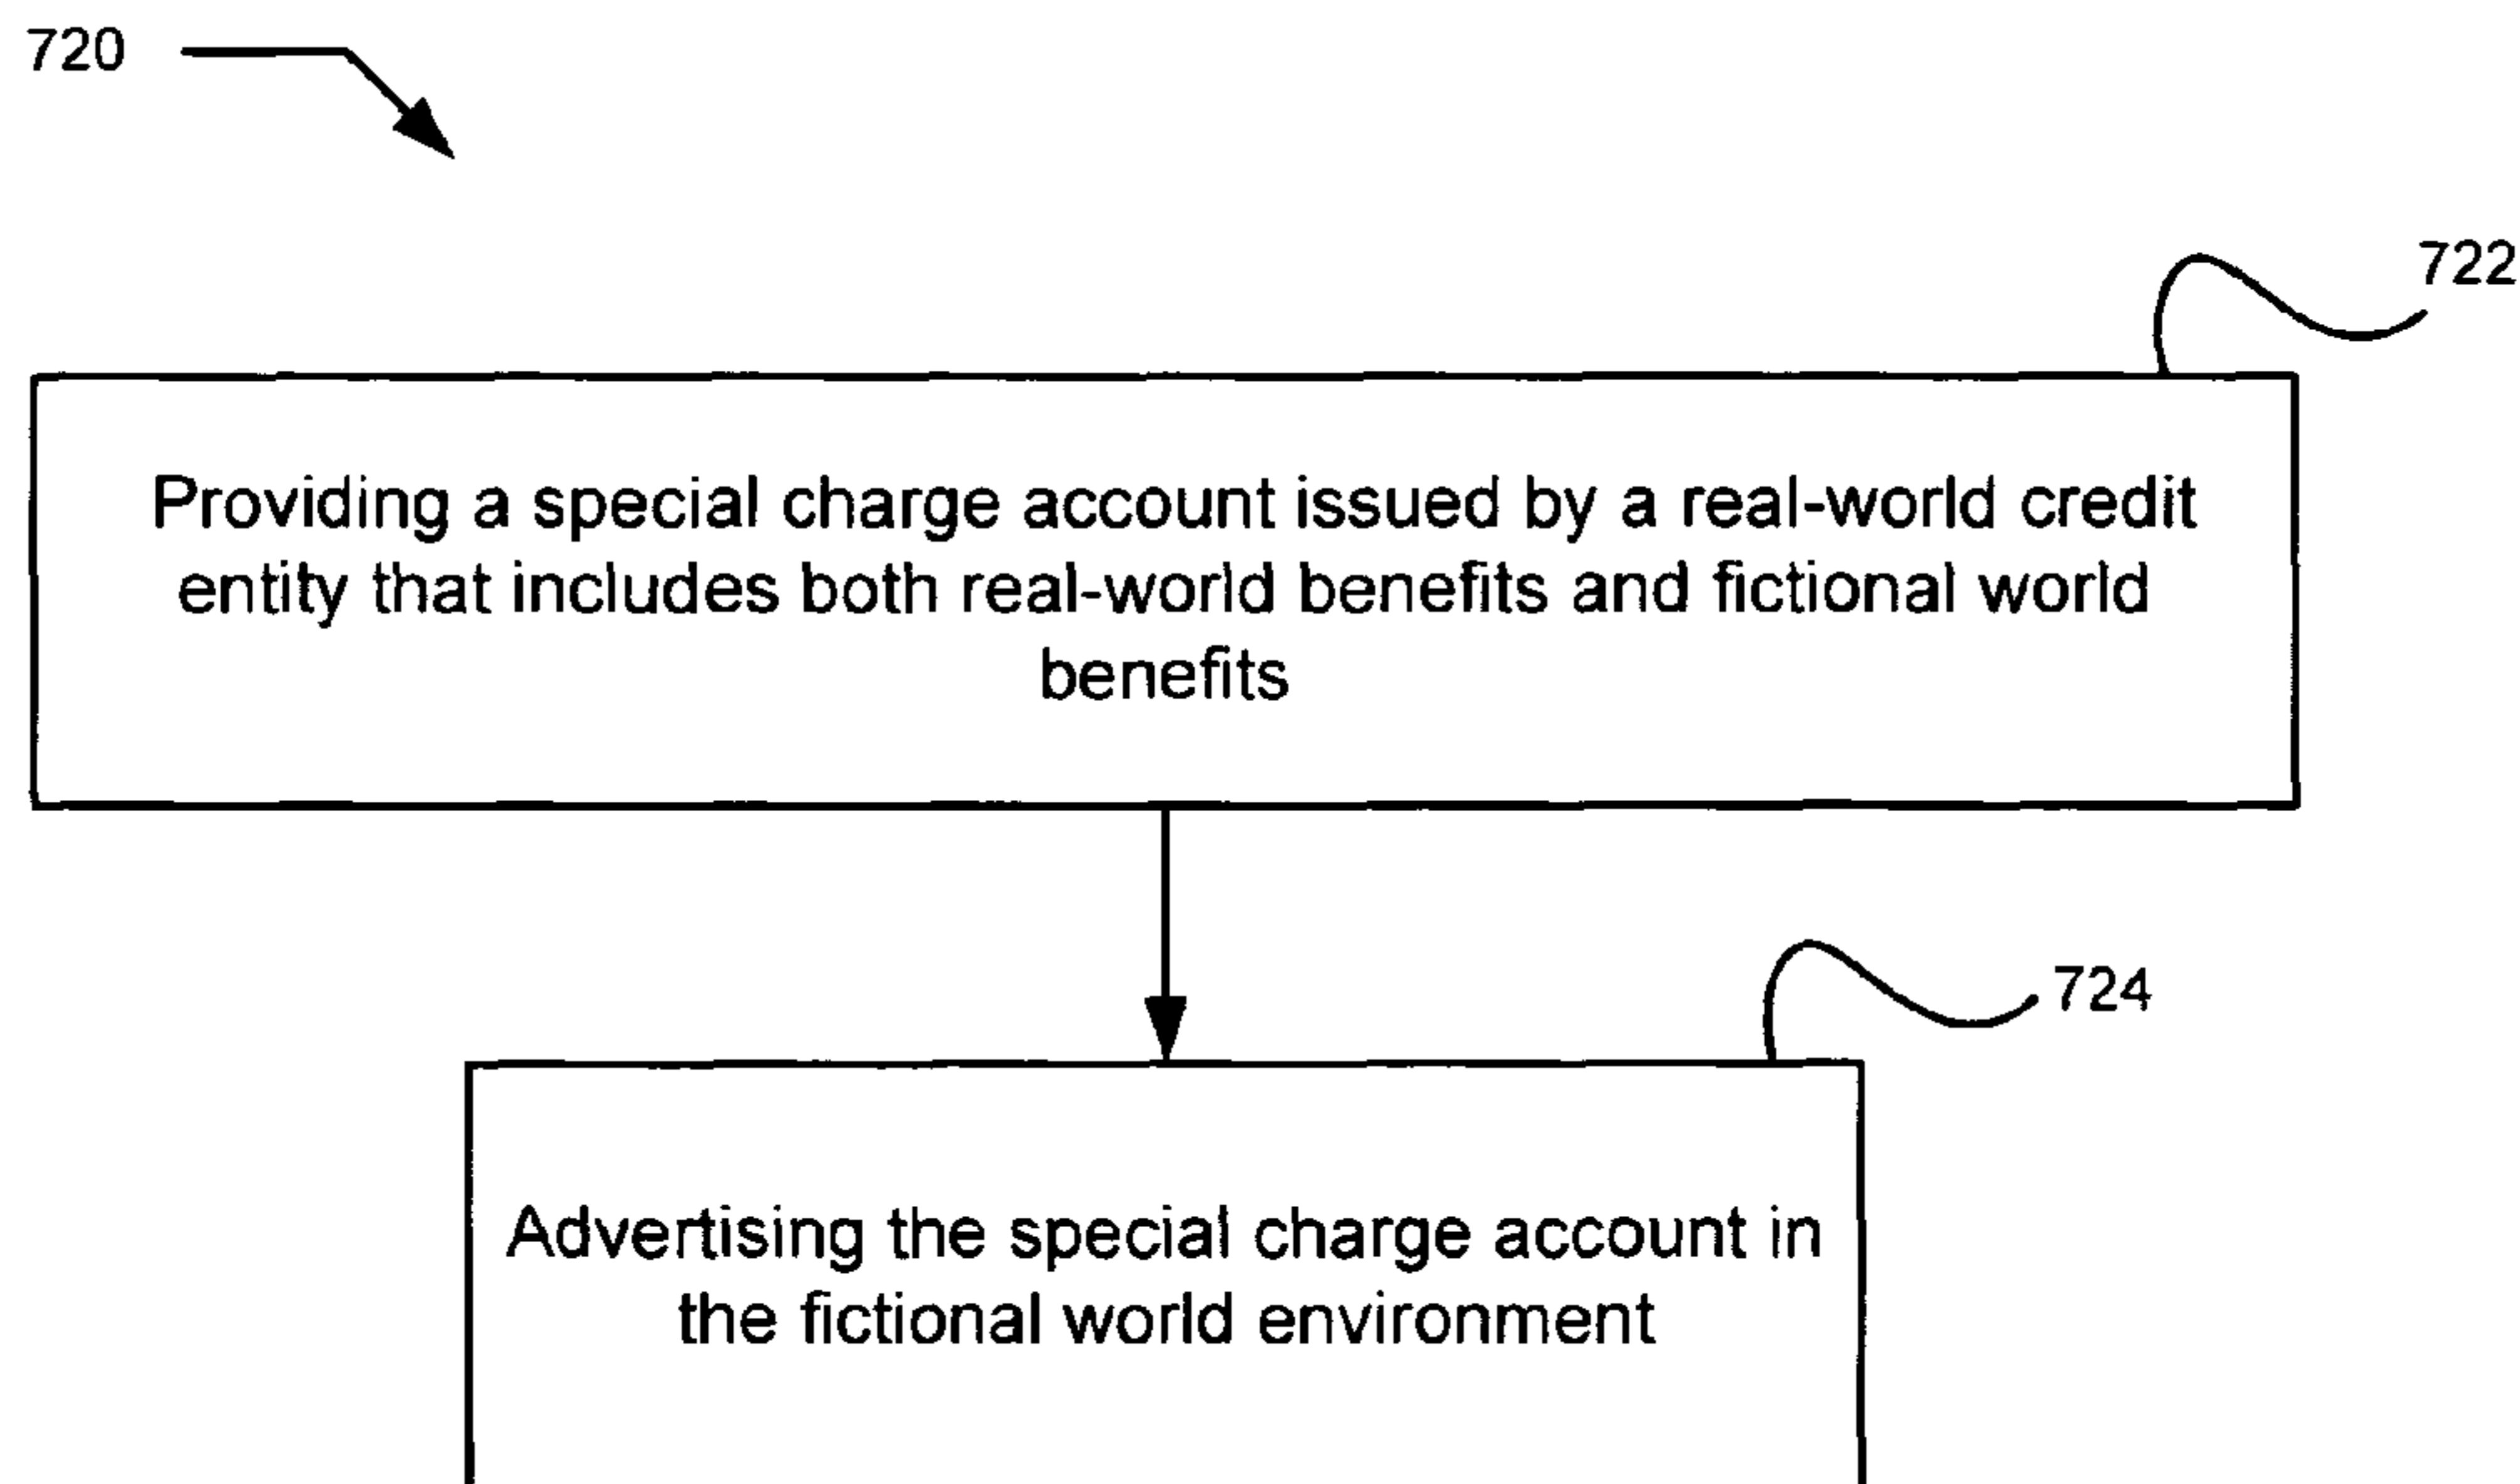 720
722
Providing a special charge account issued by a real-world credit
entity that includes both real-world benefits and fictional world
benefits
724
Advertising the special charge account in
the fictional world environment